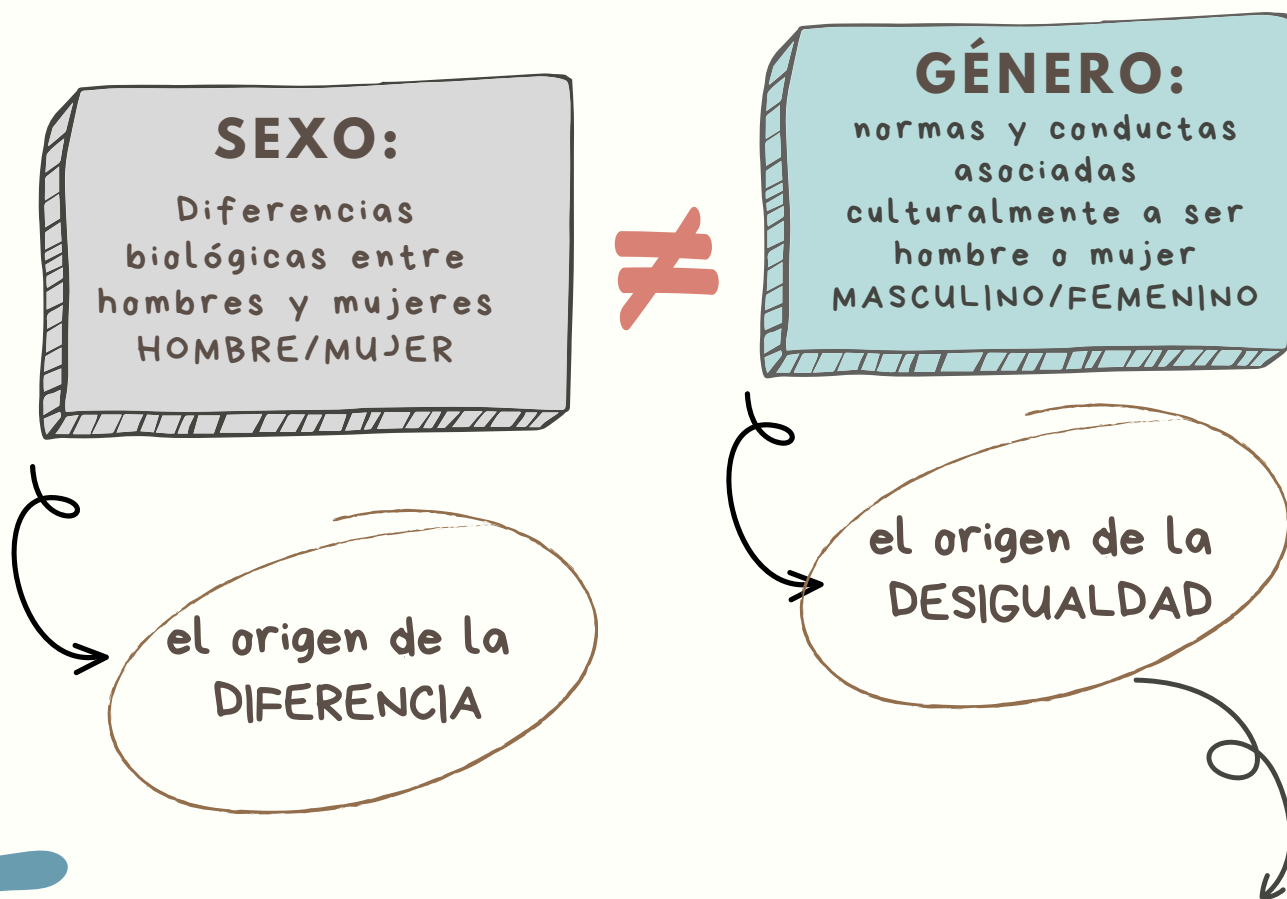 SEXO:
Diferencias
biológicas entre
hombres y mujeres
HOMBRE/MUJER
≠
GÉNERO:
normas y conductas
asociadas
culturalmente a ser
hombre o mujer
MASCULINO/FEMENINO
el origen de la
DIFERENCIA
el origen de la
DESIGUALDAD